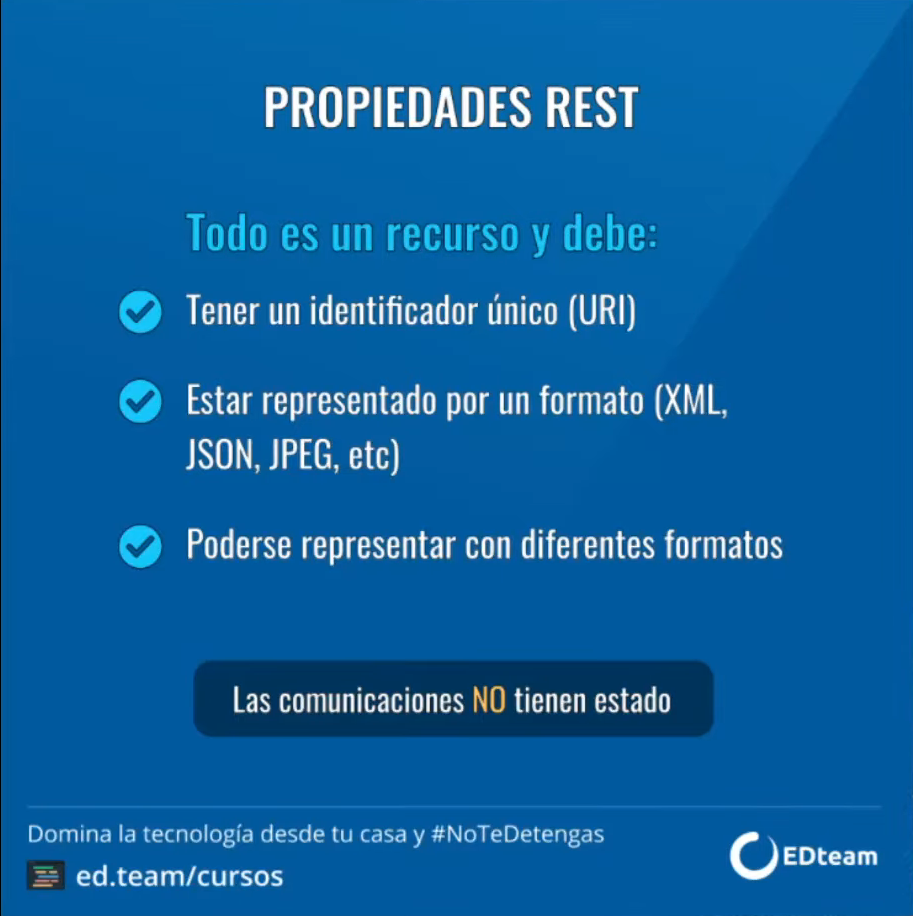 PROPIEDADES REST
Todo es un recurso y debe:
Tener un identificador único (URI)
Estar representado por un formato (XML,
JSON, JPEG, etc)
Poderse representar con diferentes formatos
Las comunicaciones NO tienen estado
Domina la tecnología desde tu casa y #NoTeDetengas
ed.team/cursos
EDteam